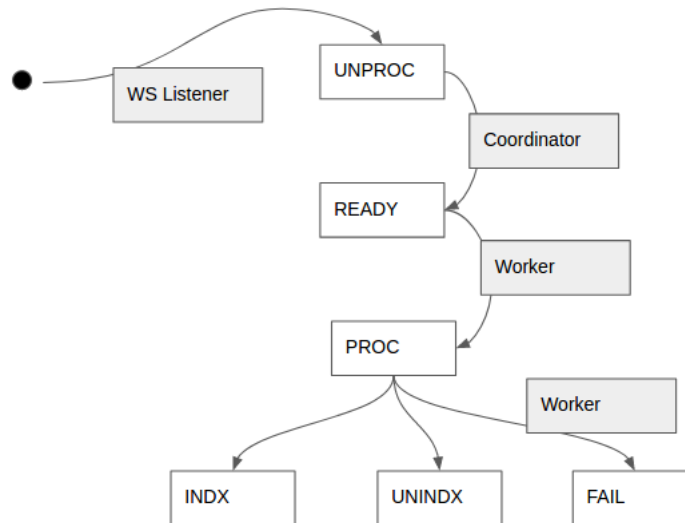 UNPROC
WS Listener
Coordinator
READY
Worker
PROC
Worker
INDX
UNINDX
FAIL